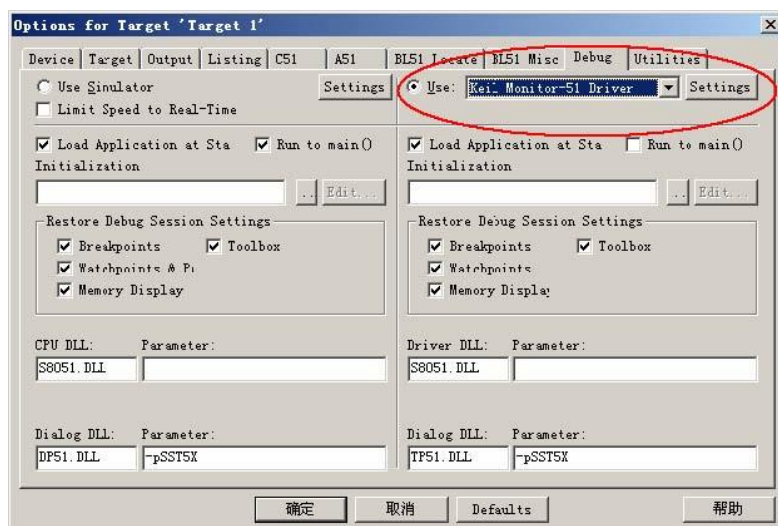 Options for Target 'Target 1'
Device Target Output Listing C51 A51 BL51 Locate BL51 Misc Debug Utilities
Use Simulator Settings Use: Keil Monitor-51 Driver Settings
Limit Speed to Real-Time
Load Application at Sta Run to main() Load Application at Sta Run to main()
Initialization Initialization
.. Edit... .. Edit...
Restore Debug Session Settings Restore Debug Session Settings
Breakpoints Toolbox Breakpoints Toolbox
Watchpoints & P Watchpoints
Memory Display Memory Display
CPU DLL: Parameter: Driver DLL: Parameter:
S8051.DLL S8051.DLL
Dialog DLL: Parameter: Dialog DLL: Parameter:
DP51.DLL -pSST5X TP51.DLL -pSST5X
确定 取消 Defaults 帮助